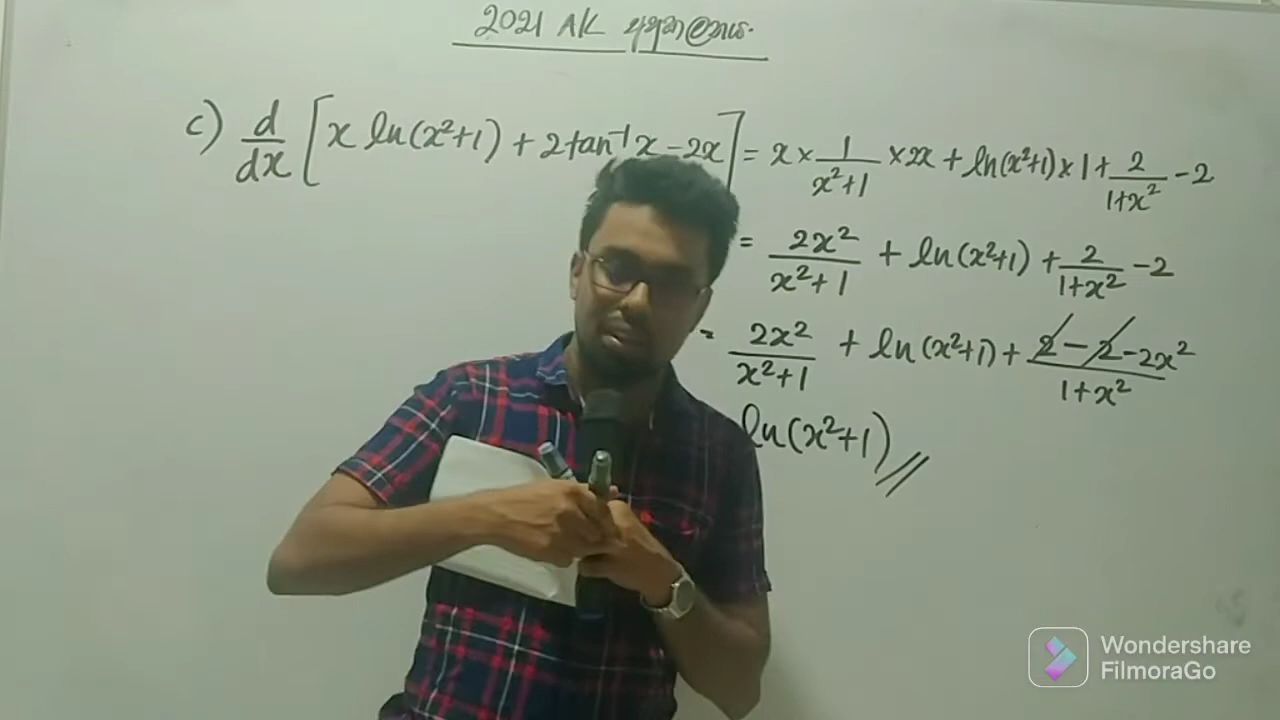 2021 A/L අනුකලනය.
c) d/dx [x ln(x²+1) + 2tan⁻¹x − 2x] = x × 1/(x²+1) × 2x + ln(x²+1) × 1 + 2/(1+x²) − 2
= 2x²/(x²+1) + ln(x²+1) + 2/(1+x²) − 2
= 2x²/(x²+1) + ln(x²+1) + (2 − 2 − 2x²)/(1+x²)
ln(x²+1) //
Wondershare
FilmoraGo